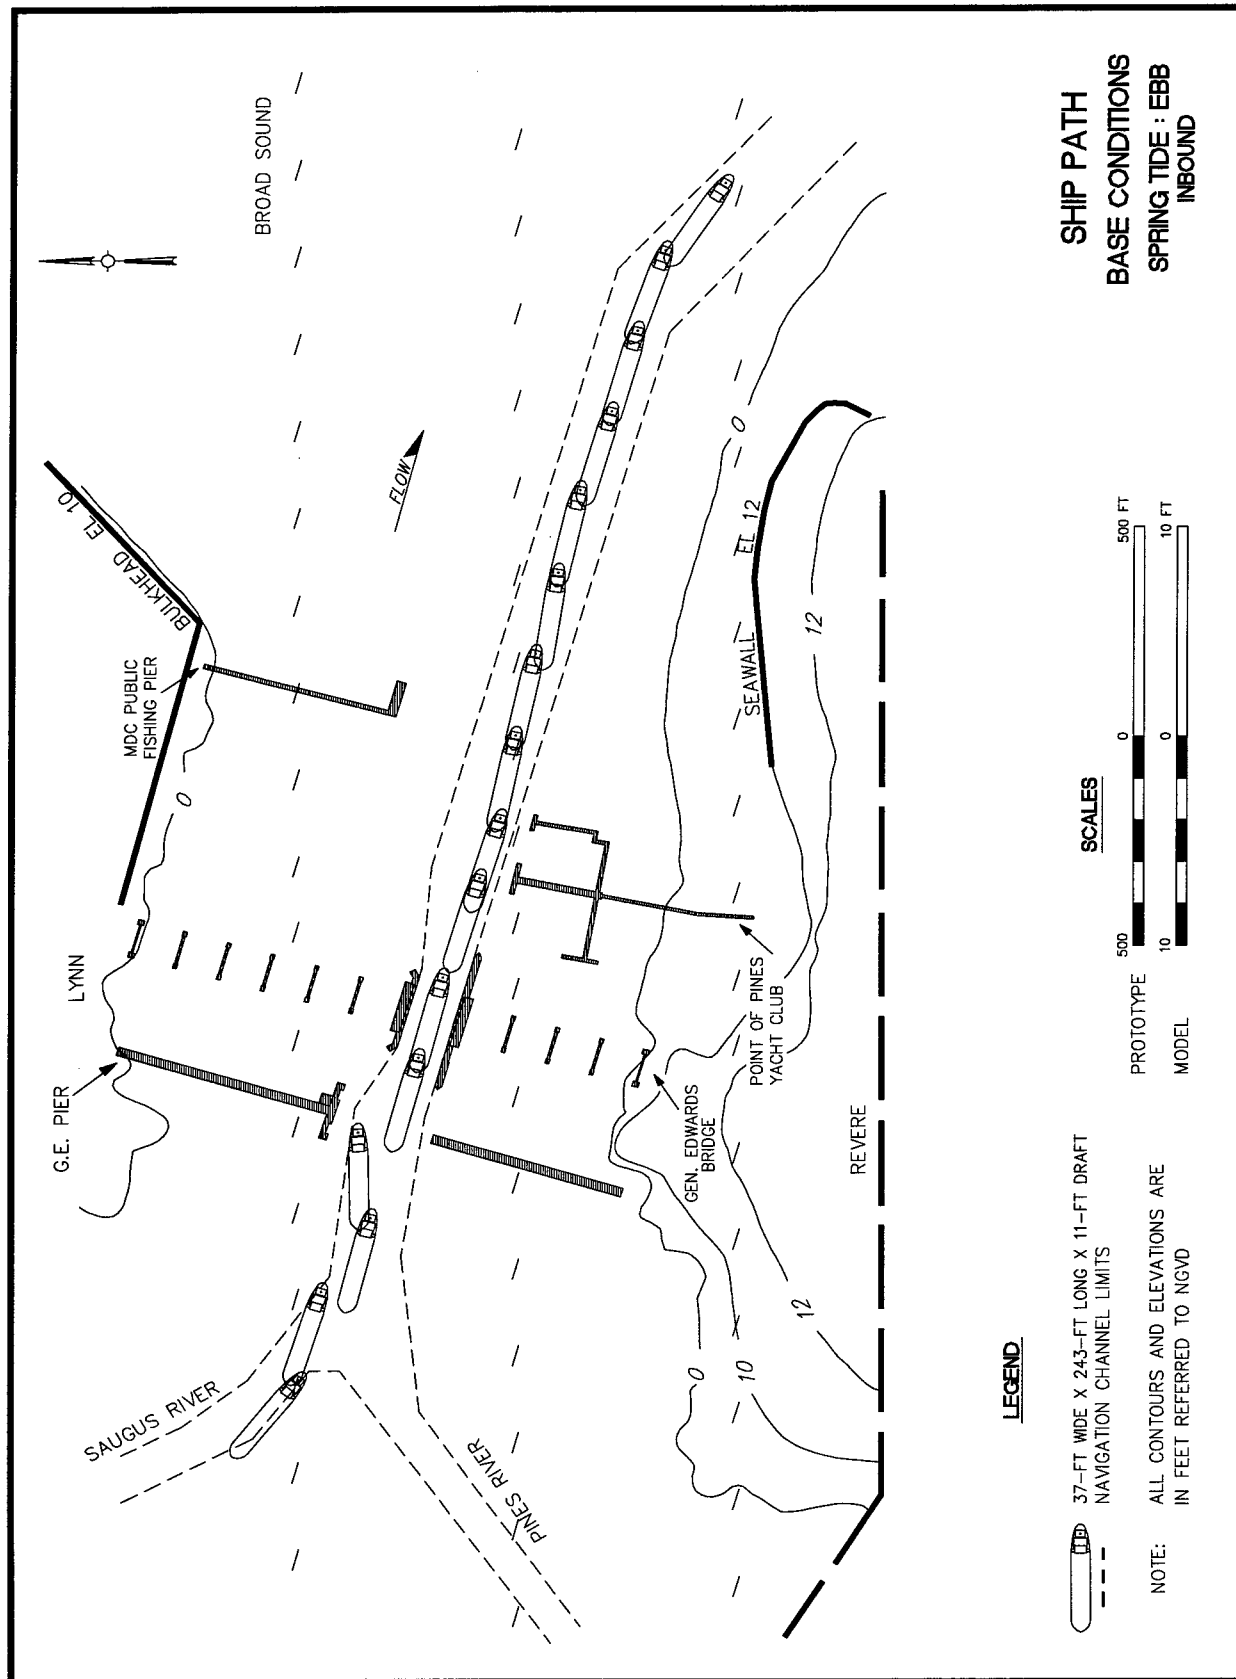 SHIP PATH
BASE CONDITIONS
SPRING TIDE : EBB
INBOUND
BROAD SOUND
FLOW
BULKHEAD EL 10
MDC PUBLIC
FISHING PIER
0
LYNN
G.E. PIER
SAUGUS RIVER
PINES RIVER
GEN. EDWARDS
BRIDGE
POINT OF PINES
YACHT CLUB
SEAWALL EL 12
0
12
0
10
12
REVERE
SCALES
PROTOTYPE 500 0 500 FT
MODEL 10 0 10 FT
LEGEND
37-FT WIDE X 243-FT LONG X 11-FT DRAFT
NAVIGATION CHANNEL LIMITS
NOTE: ALL CONTOURS AND ELEVATIONS ARE
IN FEET REFERRED TO NGVD